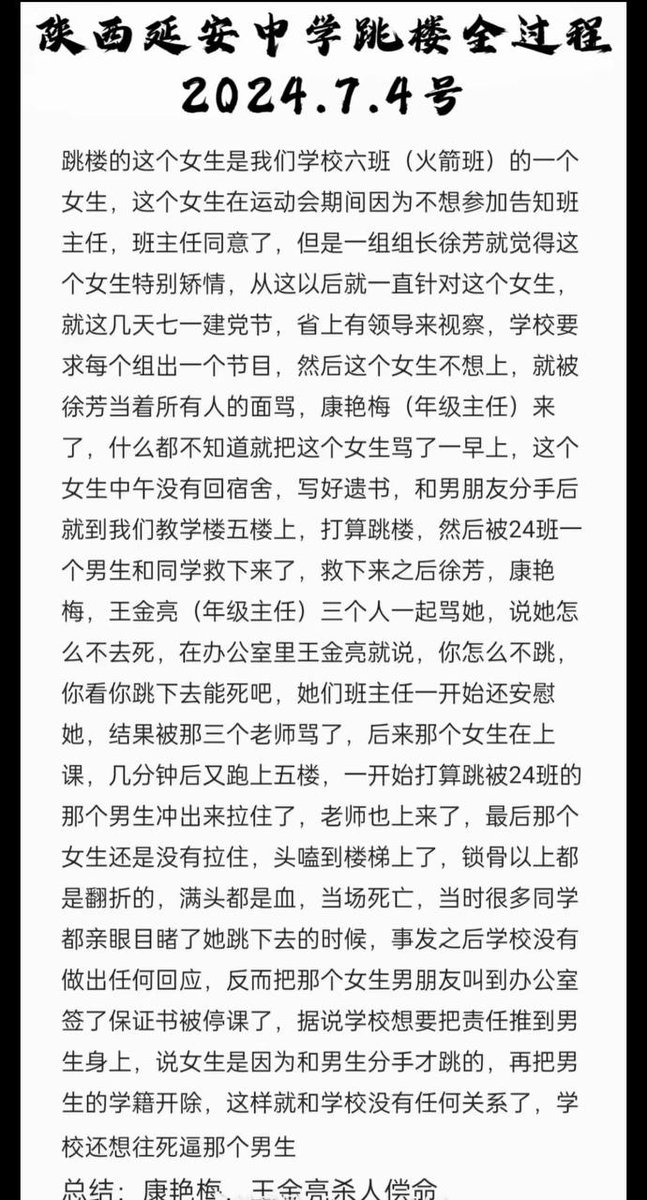 陕西延安中学跳楼全过程
2024.7.4号
跳楼的这个女生是我们学校六班（火箭班）的一个
女生，这个女生在运动会期间因为不想参加告知班
主任，班主任同意了，但是一组组长徐芳就觉得这
个女生特别矫情，从这以后就一直针对这个女生，
就这几天七一建党节，省上有领导来视察，学校要
求每个组出一个节目，然后这个女生不想上，就被
徐芳当着所有人的面骂，康艳梅（年级主任）来
了，什么都不知道就把这个女生骂了一早上，这个
女生中午没有回宿舍，写好遗书，和男朋友分手后
就到我们教学楼五楼上，打算跳楼，然后被24班一
个男生和同学救下来了，救下来之后徐芳，康艳
梅，王金亮（年级主任）三个人一起骂她，说她怎
么不去死，在办公室里王金亮就说，你怎么不跳，
你看你跳下去能死吧，她们班主任一开始还安慰
她，结果被那三个老师骂了，后来那个女生在上
课，几分钟后又跑上五楼，一开始打算跳被24班的
那个男生冲出来拉住了，老师也上来了，最后那个
女生还是没有拉住，头嗑到楼梯上了，锁骨以上都
是翻折的，满头都是血，当场死亡，当时很多同学
都亲眼目睹了她跳下去的时候，事发之后学校没有
做出任何回应，反而把那个女生男朋友叫到办公室
签了保证书被停课了，据说学校想要把责任推到男
生身上，说女生是因为和男生分手才跳的，再把男
生的学籍开除，这样就和学校没有任何关系了，学
校还想往死逼那个男生
总结：康艳梅，王金亮杀人偿命